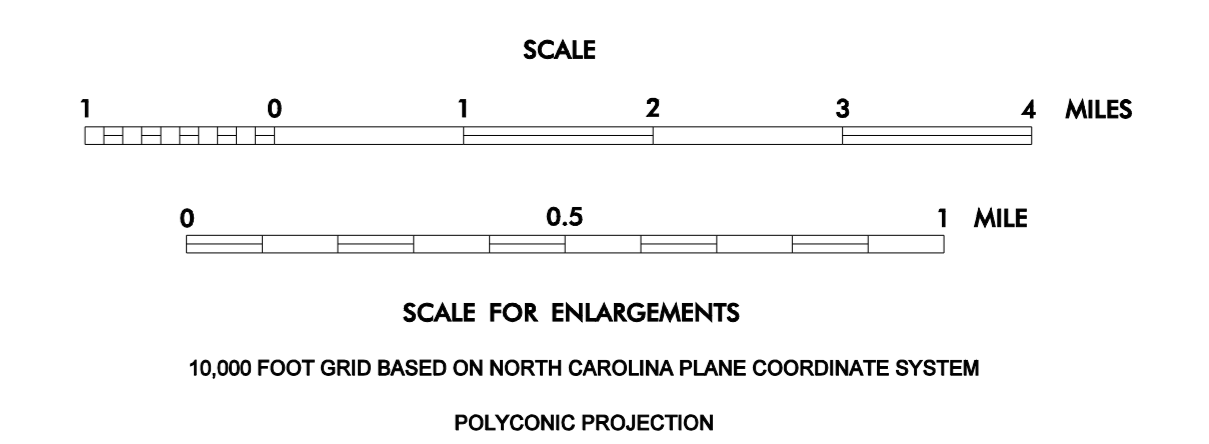 SCALE
1 0 1 2 3 4 MILES
0 0.5 1 MILE
SCALE FOR ENLARGEMENTS
10,000 FOOT GRID BASED ON NORTH CAROLINA PLANE COORDINATE SYSTEM
POLYCONIC PROJECTION